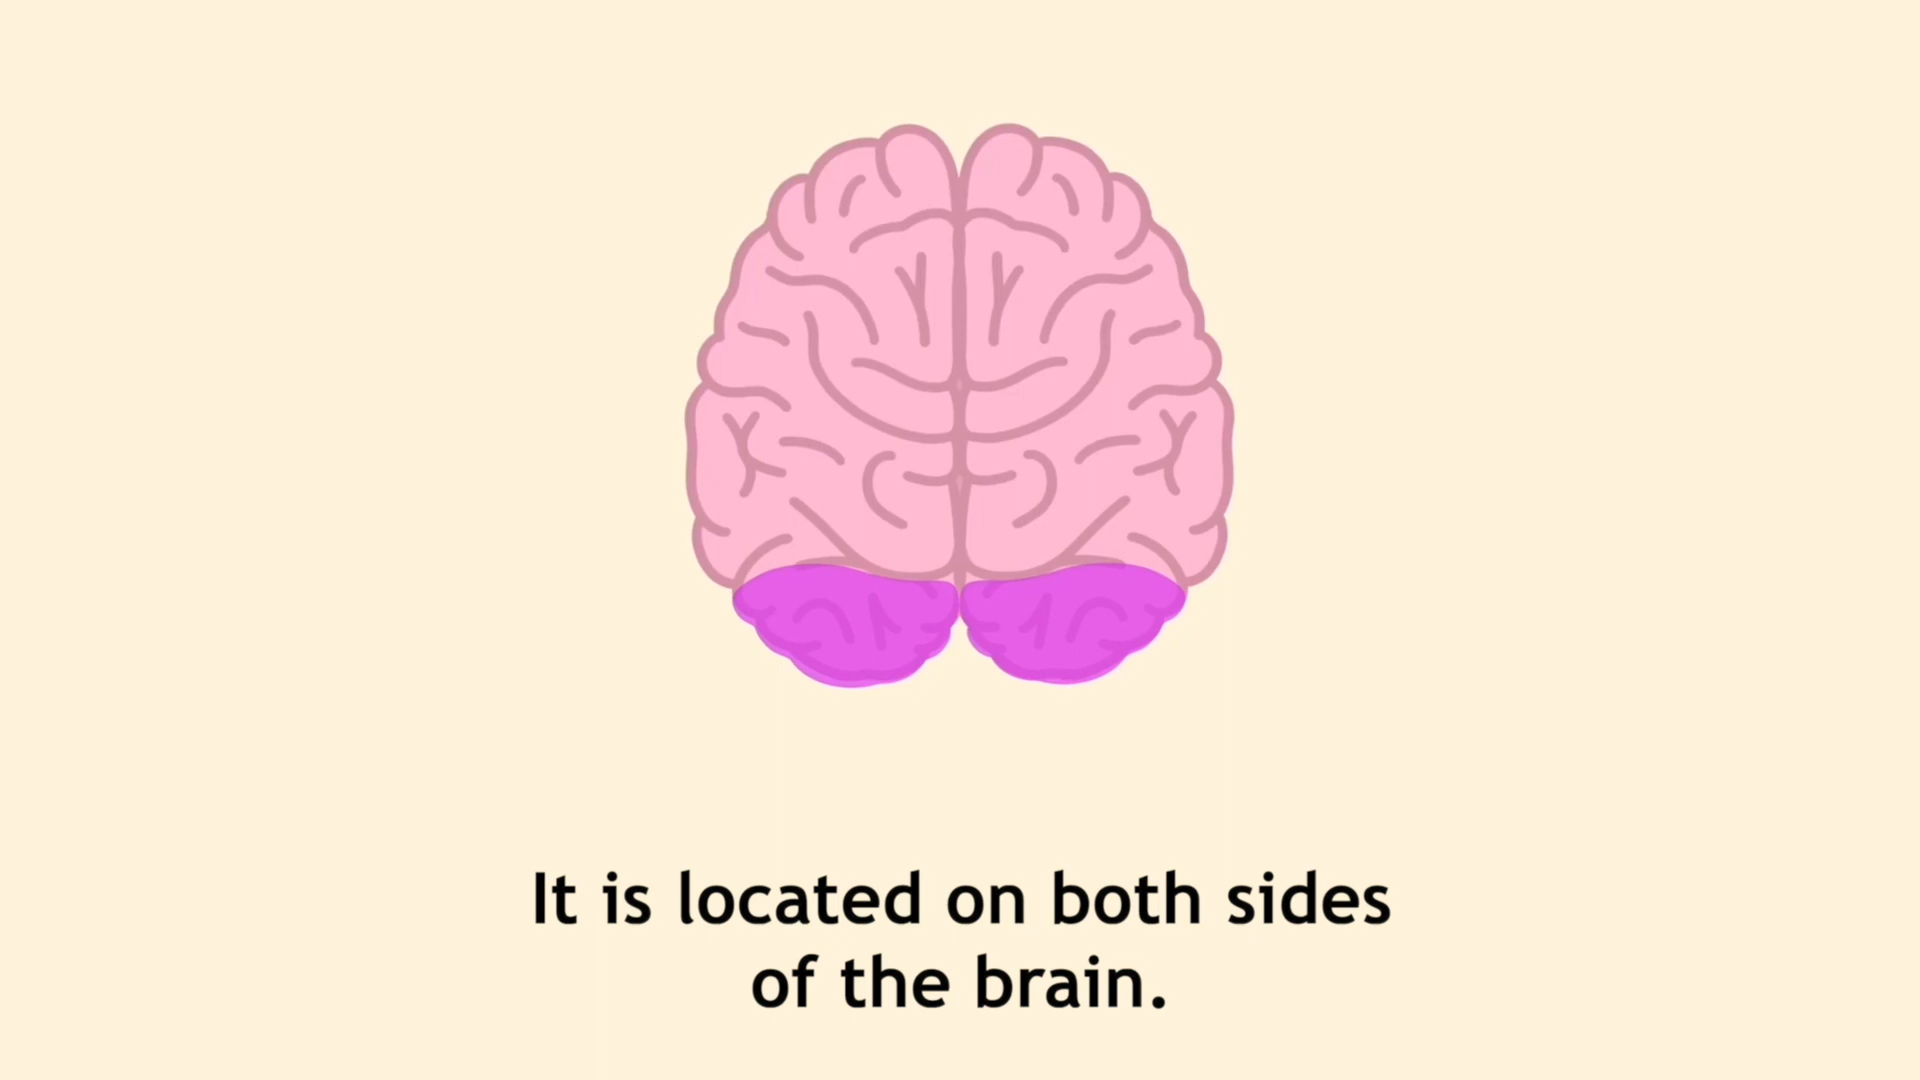 It is located on both sides
of the brain.